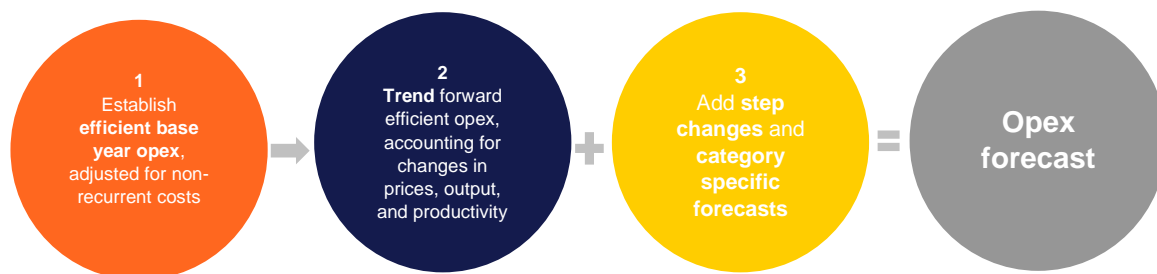 1
Establish
efficient base
year opex,
adjusted for non-
recurrent costs
2
Trend forward
efficient opex,
accounting for
changes in
prices, output,
and productivity
3
Add step
changes and
category
specific
forecasts
Opex
forecast